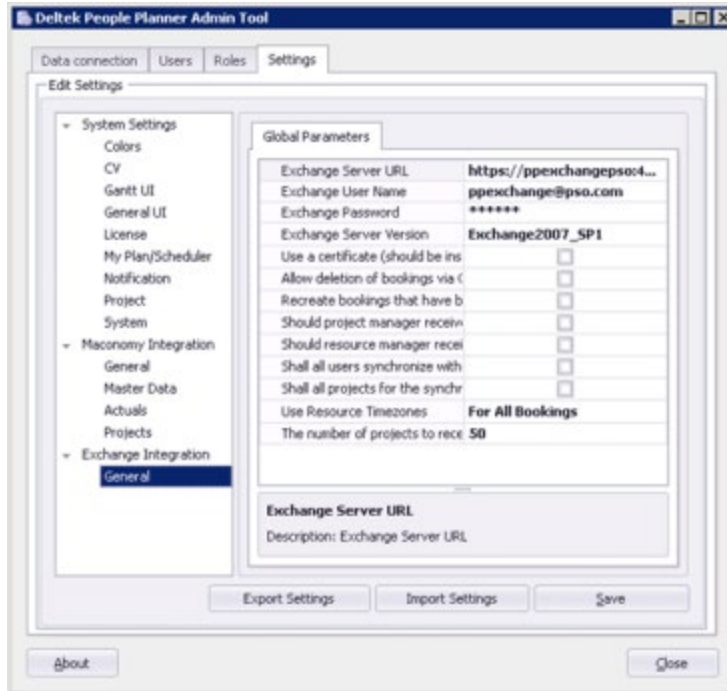 Deltek People Planner Admin Tool
Data connection Users Roles Settings
Edit Settings
System Settings
Colors
CV
Gantt UI
General UI
License
My Plan/Scheduler
Notification
Project
System
Maconomy Integration
General
Master Data
Actuals
Projects
Exchange Integration
General
Global Parameters
Exchange Server URL https://ppexchangepso:4...
Exchange User Name ppexchange@pso.com
Exchange Password ******
Exchange Server Version Exchange2007_SP1
Use a certificate (should be ins
Allow deletion of bookings via
Recreate bookings that have b
Should project manager receiv
Should resource manager recei
Shall all users synchronize with
Shall all projects for the synchr
Use Resource Timezones For All Bookings
The number of projects to rece 50
Exchange Server URL
Description: Exchange Server URL
Export Settings Import Settings Save
About Close